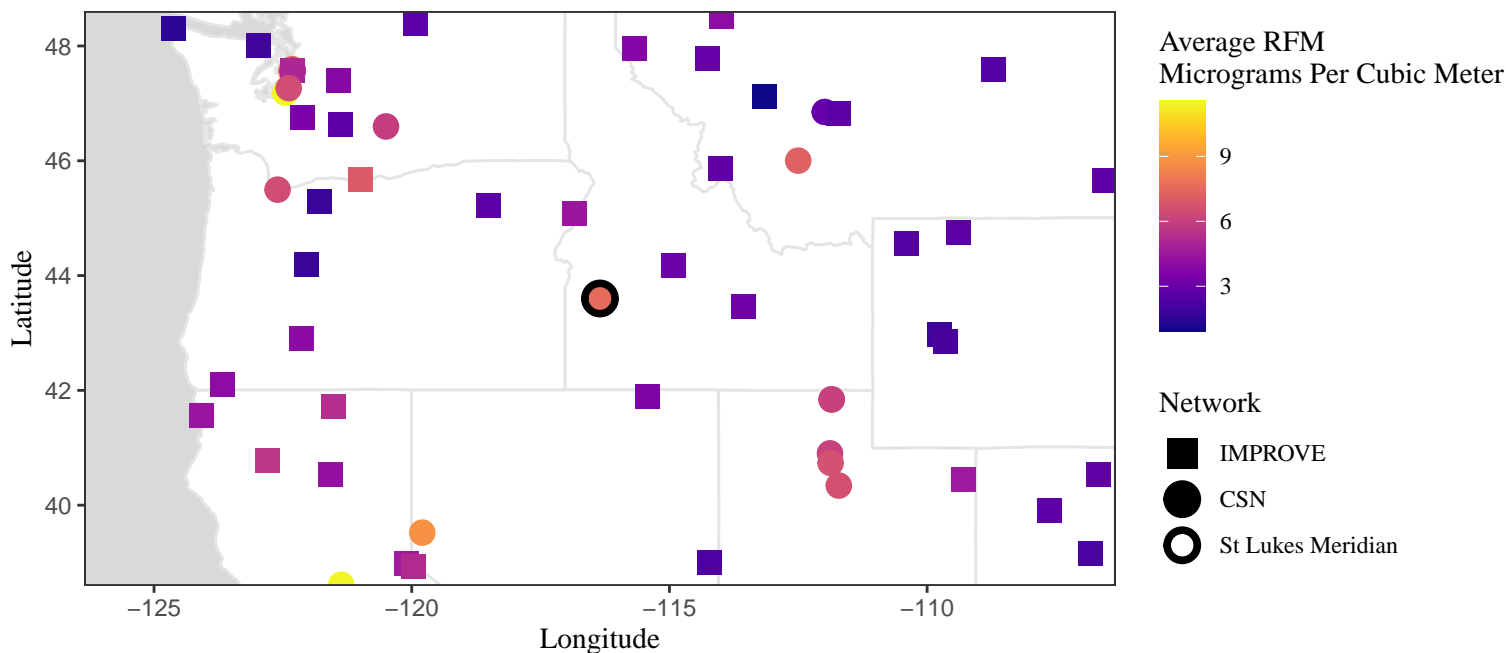 Average RFM
Micrograms Per Cubic Meter
9
6
3
Network
IMPROVE
CSN
St Lukes Meridian
Latitude
48
46
44
42
40
−125
−120
−115
−110
Longitude